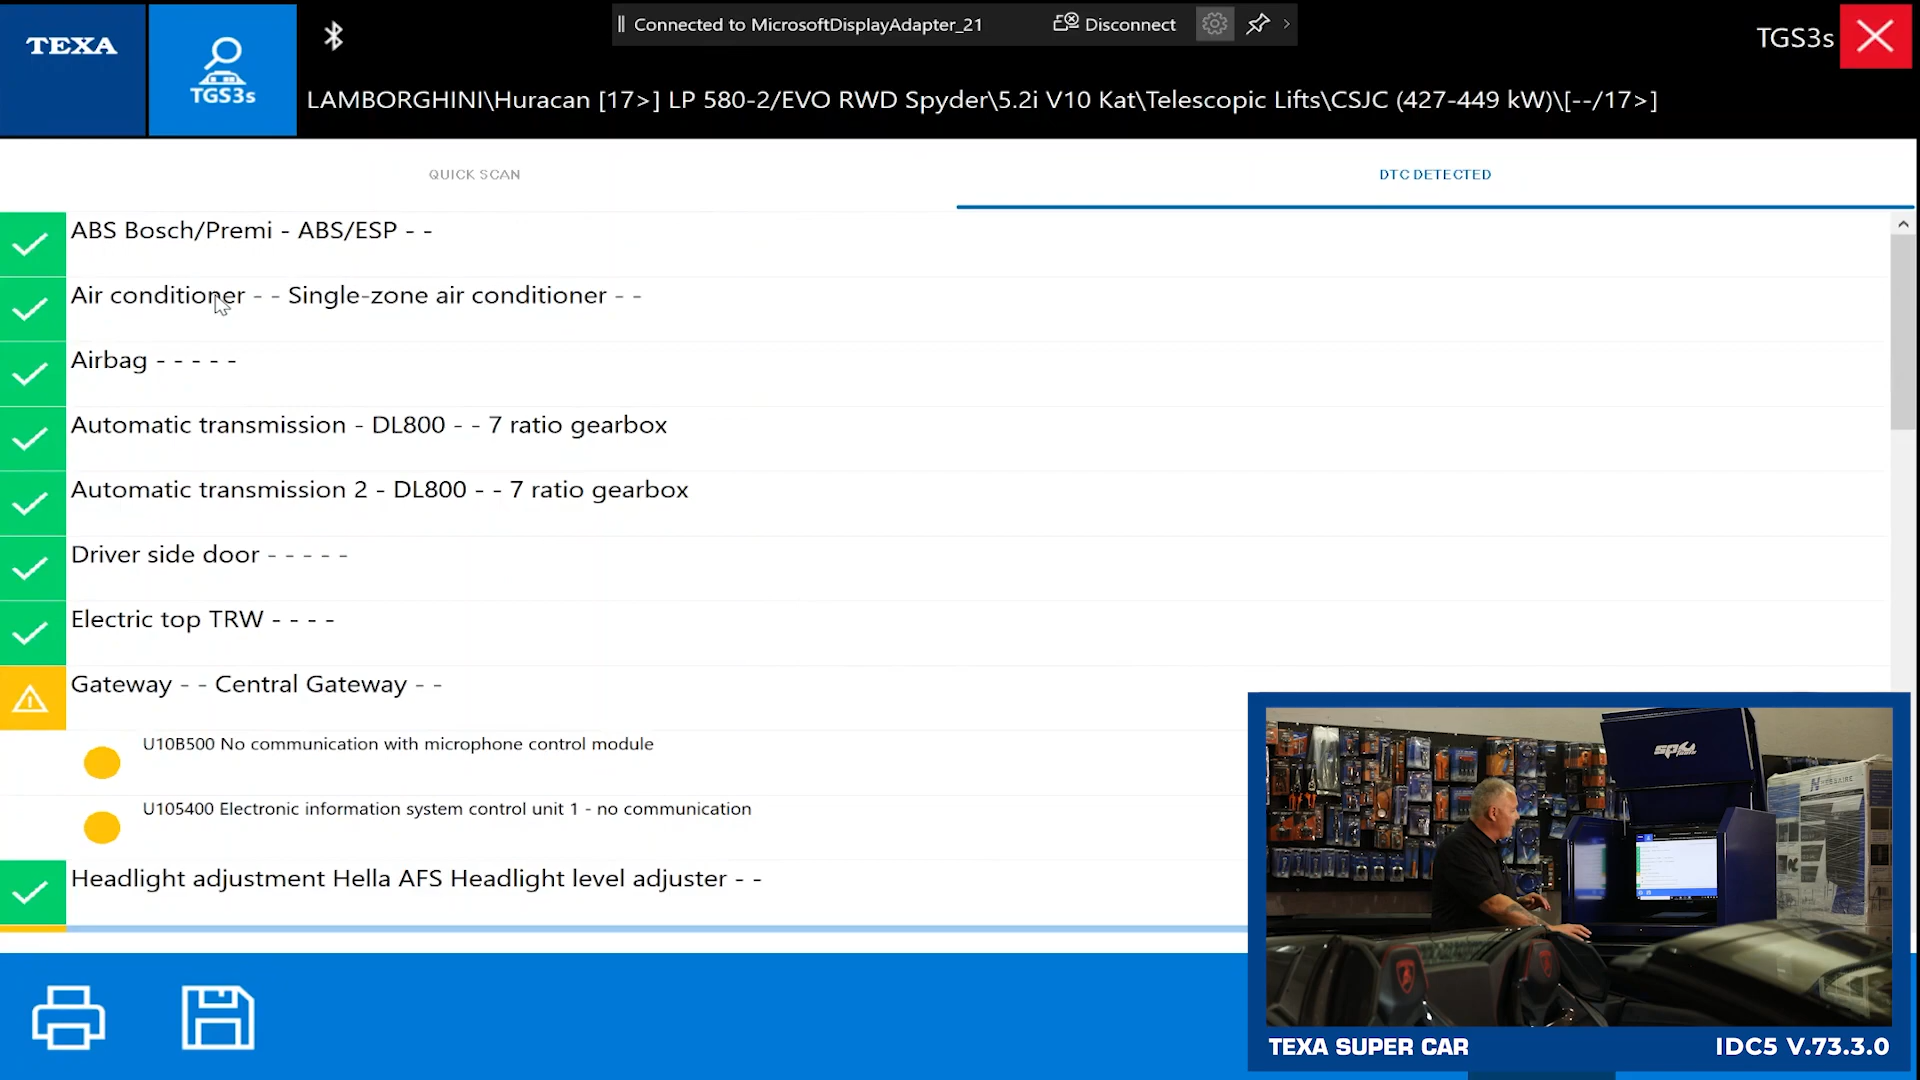 TEXA
TGS3s
Connected to MicrosoftDisplayAdapter_21
Disconnect
TGS3s
LAMBORGHINI\Huracan [17>] LP 580-2/EVO RWD Spyder\5.2i V10 Kat\Telescopic Lifts\CSJC (427-449 kW)\[--/17>]
QUICK SCAN
DTC DETECTED
ABS Bosch/Premi - ABS/ESP - -
Air conditioner - - Single-zone air conditioner - -
Airbag - - - - -
Automatic transmission - DL800 - - 7 ratio gearbox
Automatic transmission 2 - DL800 - - 7 ratio gearbox
Driver side door - - - - -
Electric top TRW - - - -
Gateway - - Central Gateway - -
U10B500 No communication with microphone control module
U105400 Electronic information system control unit 1 - no communication
Headlight adjustment Hella AFS Headlight level adjuster - -
TEXA SUPER CAR
IDC5 V.73.3.0